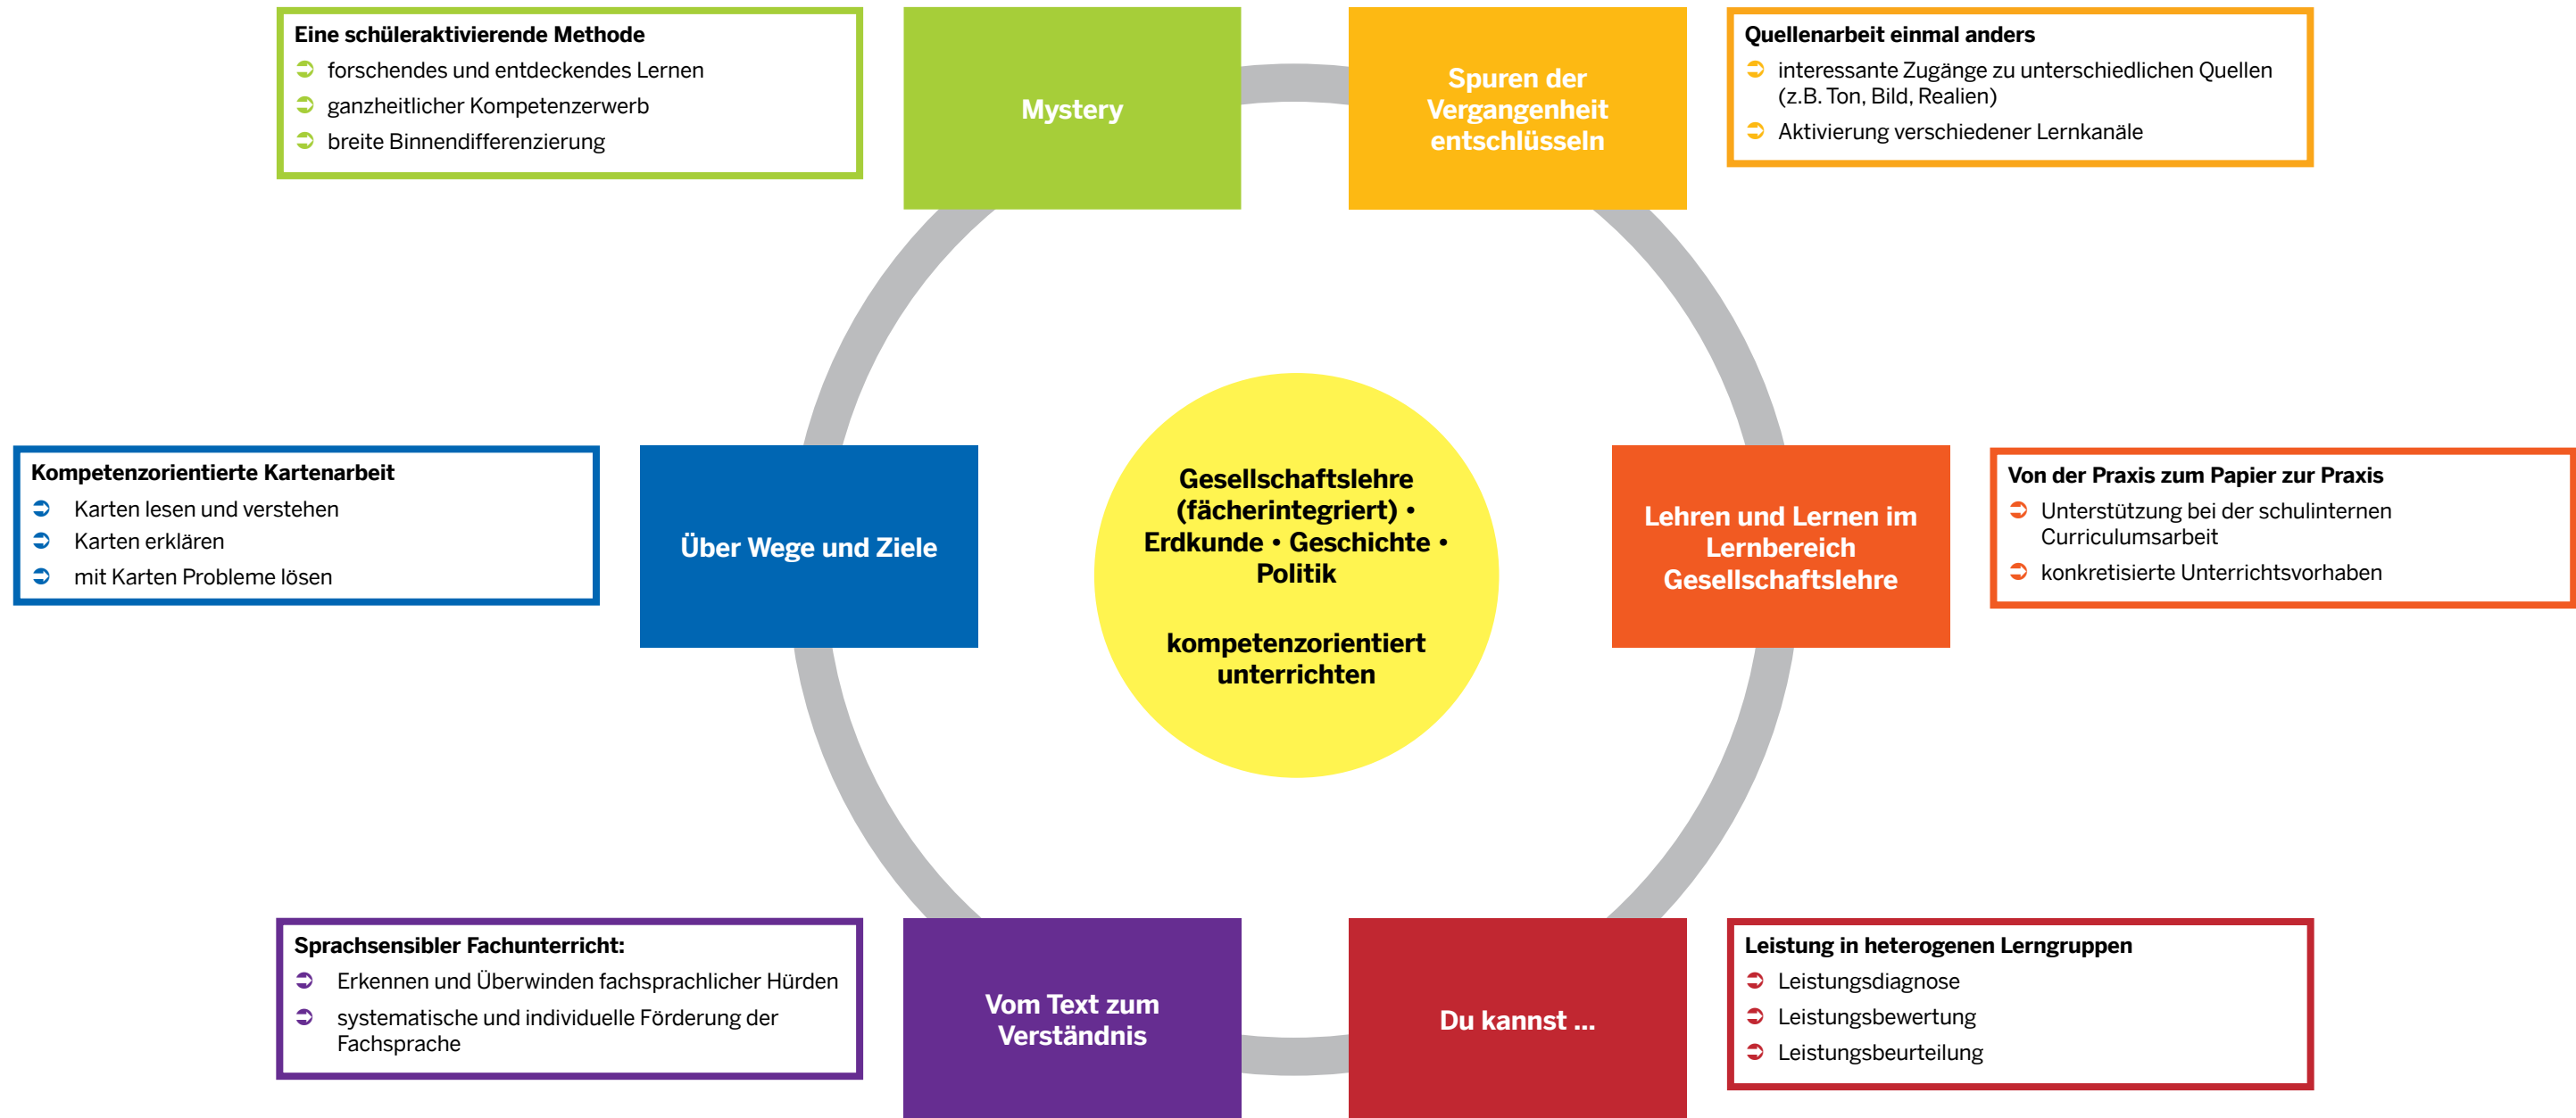 Eine schüleraktivierende Methode
forschendes und entdeckendes Lernen
ganzheitlicher Kompetenzerwerb
breite Binnendifferenzierung
Mystery
Spuren der
Vergangenheit
entschlüsseln
Quellenarbeit einmal anders
interessante Zugänge zu unterschiedlichen Quellen
(z.B. Ton, Bild, Realien)
Aktivierung verschiedener Lernkanäle
Kompetenzorientierte Kartenarbeit
Karten lesen und verstehen
Karten erklären
mit Karten Probleme lösen
Über Wege und Ziele
Gesellschaftslehre
(fächerintegriert) •
Erdkunde • Geschichte •
Politik
kompetenzorientiert
unterrichten
Lehren und Lernen im
Lernbereich
Gesellschaftslehre
Von der Praxis zum Papier zur Praxis
Unterstützung bei der schulinternen
Curriculumsarbeit
konkretisierte Unterrichtsvorhaben
Sprachsensibler Fachunterricht:
Erkennen und Überwinden fachsprachlicher Hürden
systematische und individuelle Förderung der
Fachsprache
Vom Text zum
Verständnis
Du kannst ...
Leistung in heterogenen Lerngruppen
Leistungsdiagnose
Leistungsbewertung
Leistungsbeurteilung